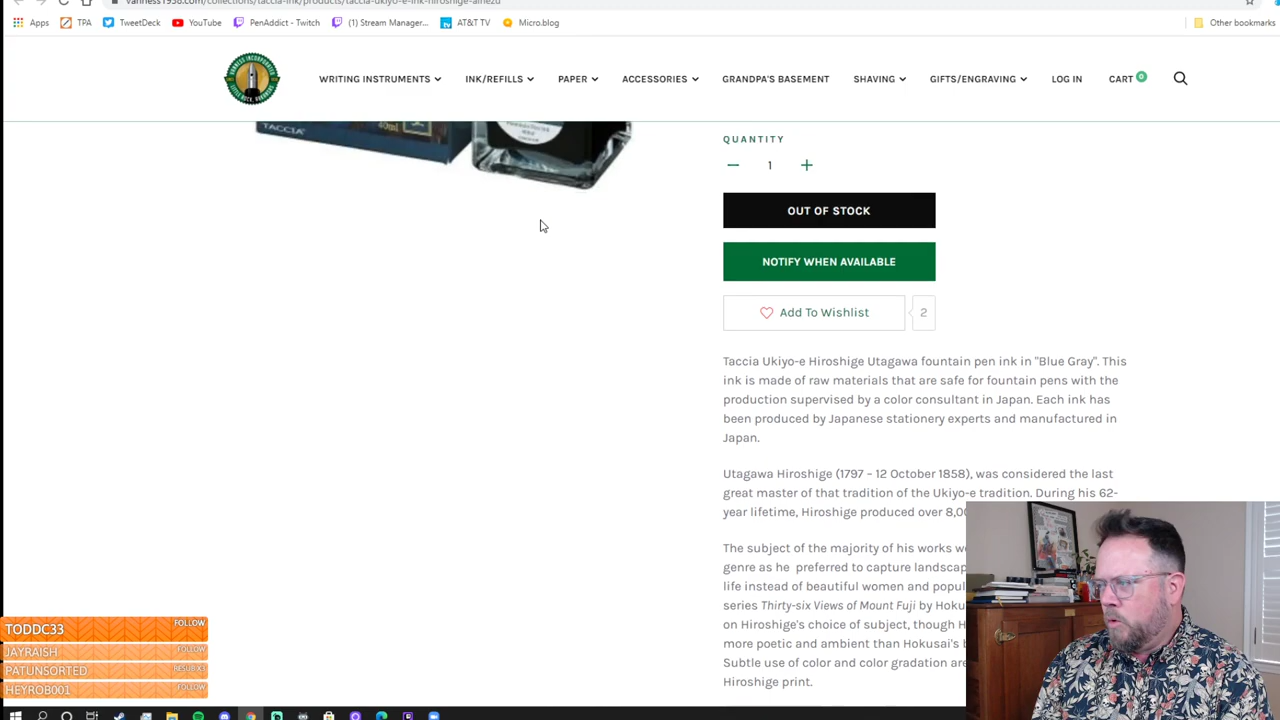 vanness1938.com/collections/taccia-ink/products/taccia-ukiyo-e-ink-hiroshige-ainezu
Apps TPA TweetDeck YouTube PenAddict - Twitch (1) Stream Manager... AT&T TV Micro.blog Other bookmarks
WRITING INSTRUMENTS INK/REFILLS PAPER ACCESSORIES GRANDPA'S BASEMENT SHAVING GIFTS/ENGRAVING LOG IN CART 0
TACCIA 40ml
QUANTITY
1
OUT OF STOCK
NOTIFY WHEN AVAILABLE
Add To Wishlist 2
Taccia Ukiyo-e Hiroshige Utagawa fountain pen ink in "Blue Gray". This
ink is made of raw materials that are safe for fountain pens with the
production supervised by a color consultant in Japan. Each ink has
been produced by Japanese stationery experts and manufactured in
Japan.
Utagawa Hiroshige (1797 – 12 October 1858), was considered the last
great master of that tradition of the Ukiyo-e tradition. During his 62-
year lifetime, Hiroshige produced over 8,0
The subject of the majority of his works w
genre as he preferred to capture landscap
life instead of beautiful women and popul
series Thirty-six Views of Mount Fuji by Hoku
on Hiroshige's choice of subject, though H
more poetic and ambient than Hokusai's b
Subtle use of color and color gradation are
Hiroshige print.
TODDC33 FOLLOW
JAYRAISH FOLLOW
PATUNSORTED
HEYROB001 FOLLOW